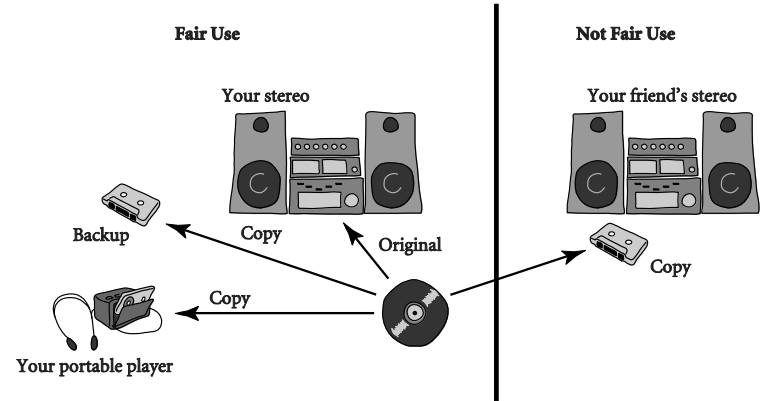 Fair Use
Not Fair Use
Your stereo
Your friend's stereo
Backup
Copy
Original
Copy
Copy
Your portable player